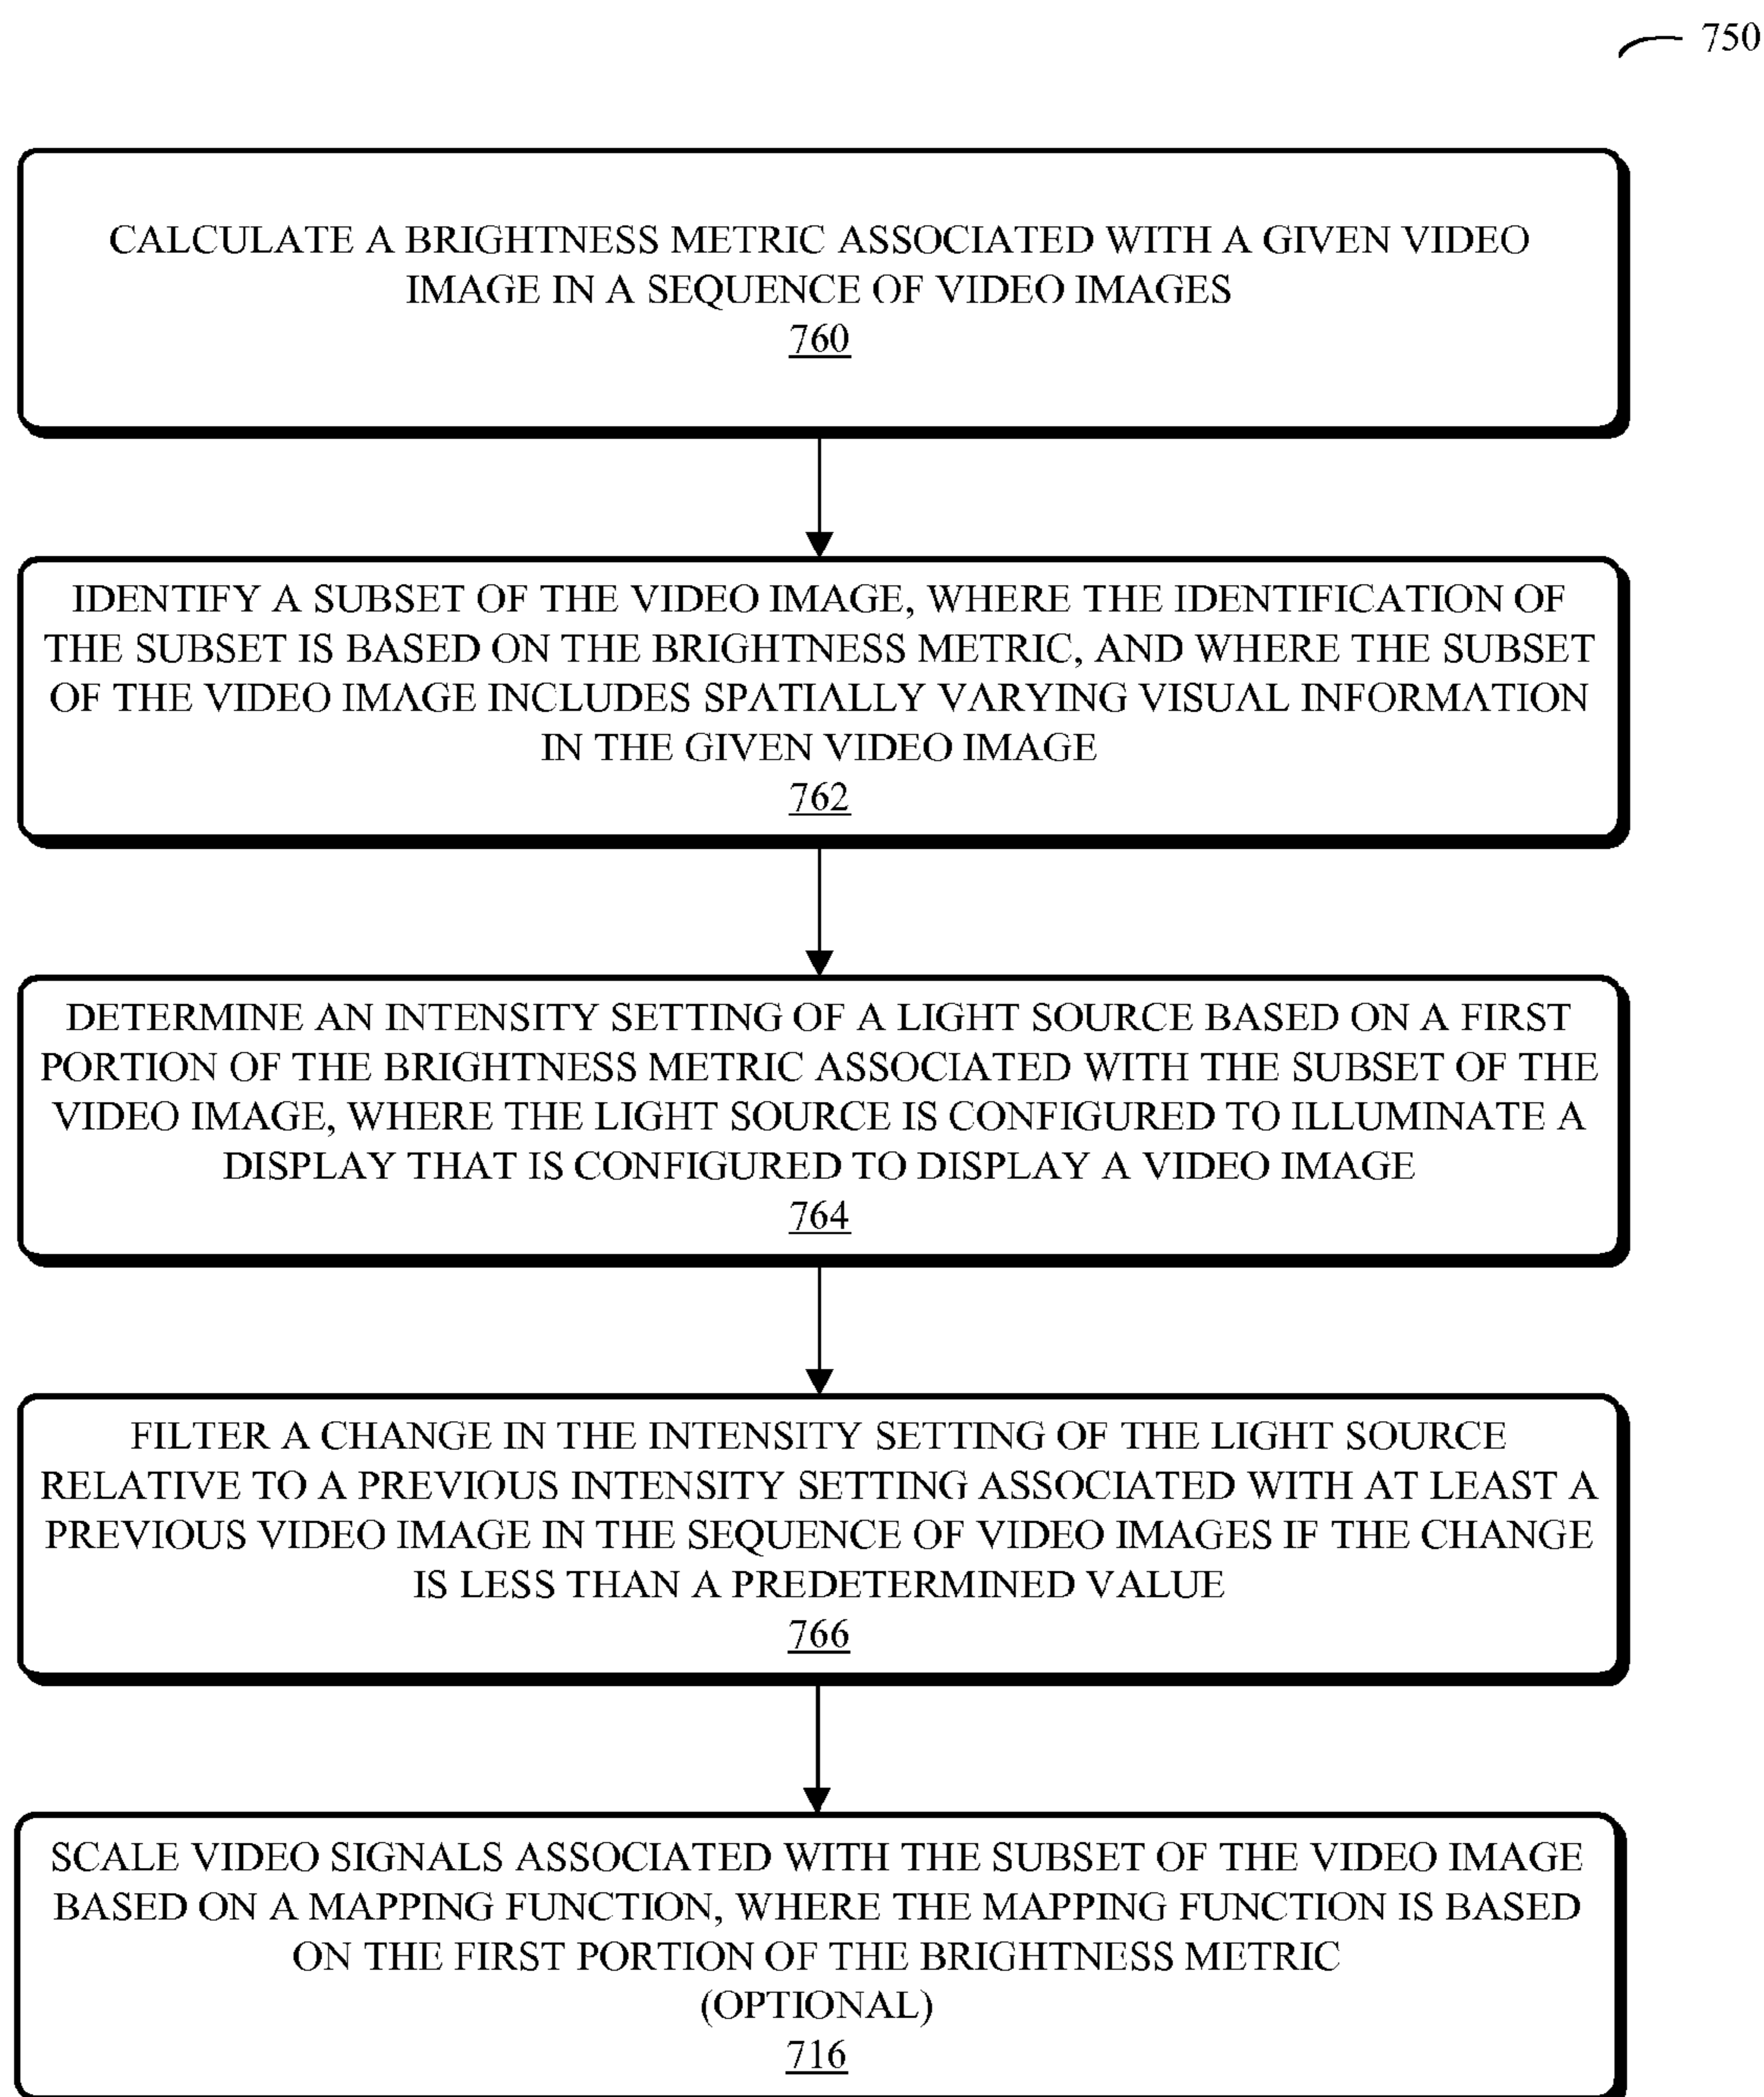 750
CALCULATE A BRIGHTNESS METRIC ASSOCIATED WITH A GIVEN VIDEO
IMAGE IN A SEQUENCE OF VIDEO IMAGES
760
IDENTIFY A SUBSET OF THE VIDEO IMAGE, WHERE THE IDENTIFICATION OF
THE SUBSET IS BASED ON THE BRIGHTNESS METRIC, AND WHERE THE SUBSET
OF THE VIDEO IMAGE INCLUDES SPATIALLY VARYING VISUAL INFORMATION
IN THE GIVEN VIDEO IMAGE
762
DETERMINE AN INTENSITY SETTING OF A LIGHT SOURCE BASED ON A FIRST
PORTION OF THE BRIGHTNESS METRIC ASSOCIATED WITH THE SUBSET OF THE
VIDEO IMAGE, WHERE THE LIGHT SOURCE IS CONFIGURED TO ILLUMINATE A
DISPLAY THAT IS CONFIGURED TO DISPLAY A VIDEO IMAGE
764
FILTER A CHANGE IN THE INTENSITY SETTING OF THE LIGHT SOURCE
RELATIVE TO A PREVIOUS INTENSITY SETTING ASSOCIATED WITH AT LEAST A
PREVIOUS VIDEO IMAGE IN THE SEQUENCE OF VIDEO IMAGES IF THE CHANGE
IS LESS THAN A PREDETERMINED VALUE
766
SCALE VIDEO SIGNALS ASSOCIATED WITH THE SUBSET OF THE VIDEO IMAGE
BASED ON A MAPPING FUNCTION, WHERE THE MAPPING FUNCTION IS BASED
ON THE FIRST PORTION OF THE BRIGHTNESS METRIC
(OPTIONAL)
716